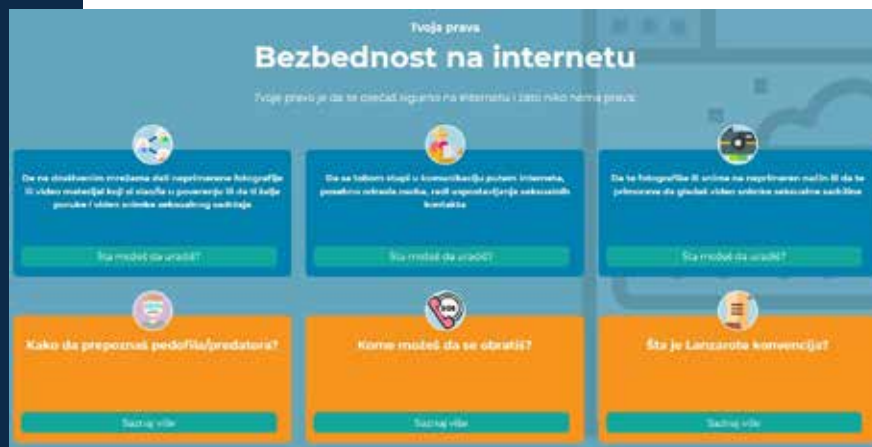 Tvoja prava
Bezbednost na internetu
Tvoje pravo je da se osećaš sigurno na internetu i zato niko nema prava:
Da na društvenim mrežama deli neprimerene fotografije
ili video materijal koji si slao/la u poverenju ili da ti šalje
poruke i video snimke seksualnog sadržaja
Šta možeš da uradiš?
Da sa tobom stupi u komunikaciju putem interneta,
posebno odrasla osoba, radi uspostavljanja seksualnih
kontakta
Šta možeš da uradiš?
Da te fotografiše ili snima na neprimeren način ili da te
primorava da gledaš video snimke seksualne sadržine
Šta možeš da uradiš?
Kako da prepoznaš pedofila/predatora?
Saznaj više
SOS
Kome možeš da se obratiš?
Saznaj više
Šta je Lanzarote konvencija?
Saznaj više